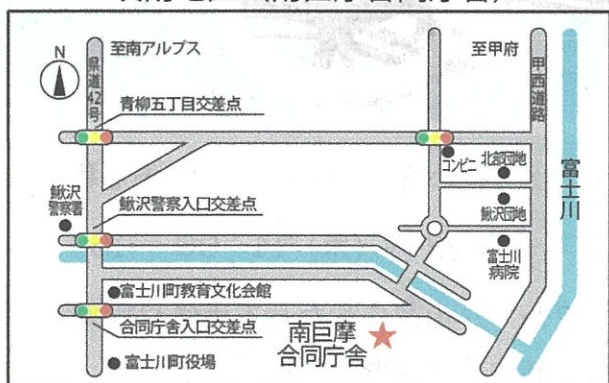 N
至南アルプス
至甲府
県道42号
甲西道路
青柳五丁目交差点
コンビニ
北部団地
富士川
鰍沢
警察署
鰍沢警察入口交差点
鰍沢団地
富士川
病院
富士川町教育文化会館
合同庁舎入口交差点
南巨摩
合同庁舎
富士川町役場